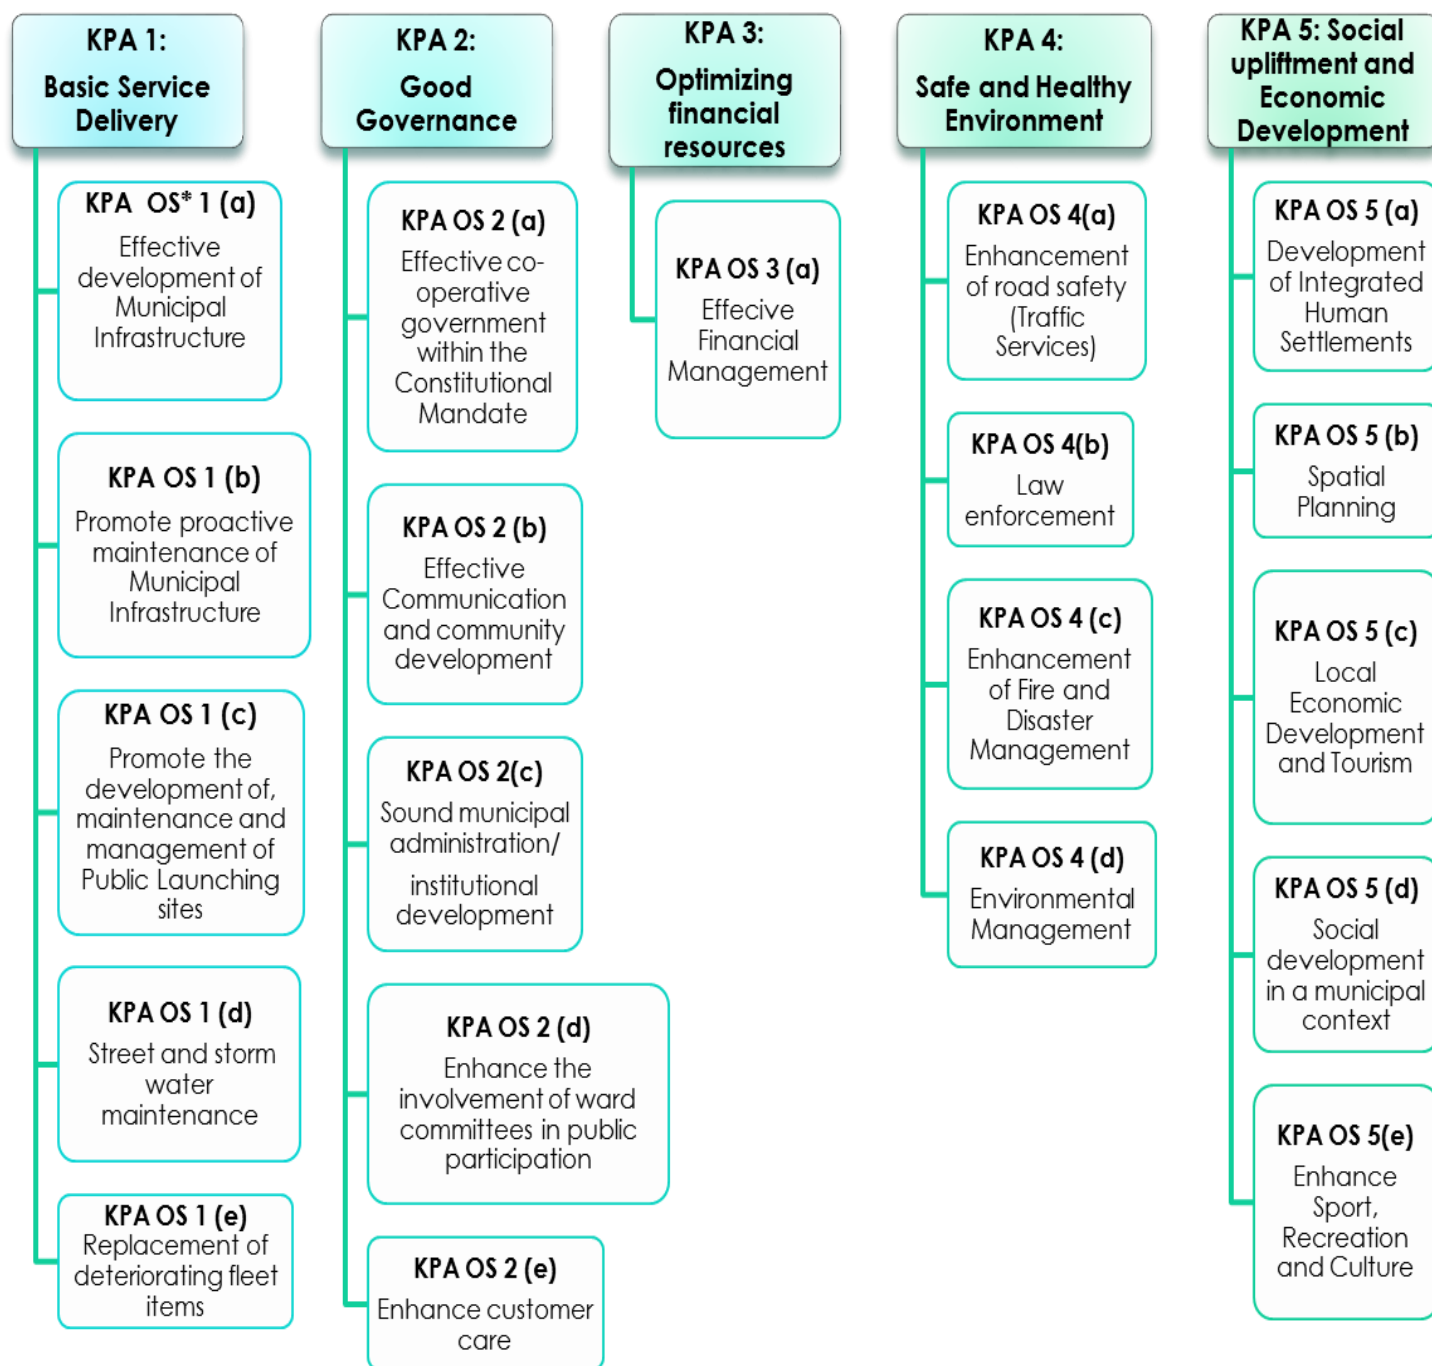 KPA 1:
Basic Service
Delivery
KPA OS* 1 (a)
Effective
development of
Municipal
Infrastructure
KPA OS 1 (b)
Promote proactive
maintenance of
Municipal
Infrastructure
KPA OS 1 (c)
Promote the
development of,
maintenance and
management of
Public Launching
sites
KPA OS 1 (d)
Street and storm
water
maintenance
KPA OS 1 (e)
Replacement of
deteriorating fleet
items
KPA 2:
Good
Governance
KPA OS 2 (a)
Effective co-
operative
government
within the
Constitutional
Mandate
KPA OS 2 (b)
Effective
Communication
and community
development
KPA OS 2(c)
Sound municipal
administration/
institutional
development
KPA OS 2 (d)
Enhance the
involvement of ward
committees in public
participation
KPA OS 2 (e)
Enhance customer
care
KPA 3:
Optimizing
financial
resources
KPA OS 3 (a)
Effecive
Financial
Management
KPA 4:
Safe and Healthy
Environment
KPA OS 4(a)
Enhancement
of road safety
(Traffic
Services)
KPA OS 4(b)
Law
enforcement
KPA OS 4 (c)
Enhancement
of Fire and
Disaster
Management
KPA OS 4 (d)
Environmental
Management
KPA 5: Social
upliftment and
Economic
Development
KPA OS 5 (a)
Development
of Integrated
Human
Settlements
KPA OS 5 (b)
Spatial
Planning
KPA OS 5 (c)
Local
Economic
Development
and Tourism
KPA OS 5 (d)
Social
development
in a municipal
context
KPA OS 5(e)
Enhance
Sport,
Recreation
and Culture